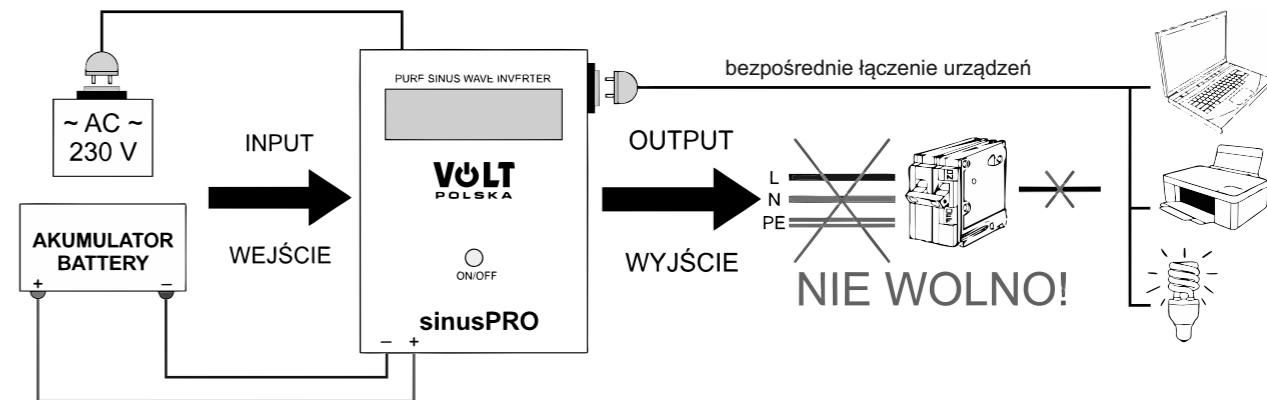 ~ AC ~
230 V
AKUMULATOR
BATTERY
+ –
INPUT
WEJŚCIE
PURE SINUS WAVE INVERTER
VOLT
POLSKA
ON/OFF
sinusPRO
– +
bezpośrednie łączenie urządzeń
OUTPUT
WYJŚCIE
L
N
PE
NIE WOLNO!